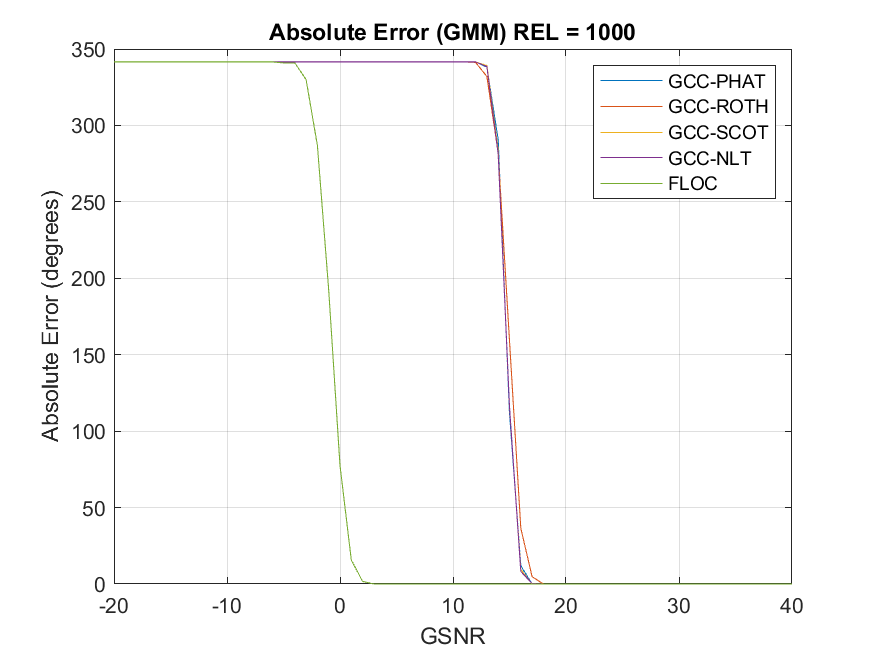 Absolute Error (GMM) REL = 1000
350
300
250
200
150
100
50
0
Absolute Error (degrees)
GCC-PHAT
GCC-ROTH
GCC-SCOT
GCC-NLT
FLOC
-20
-10
0
10
20
30
40
GSNR